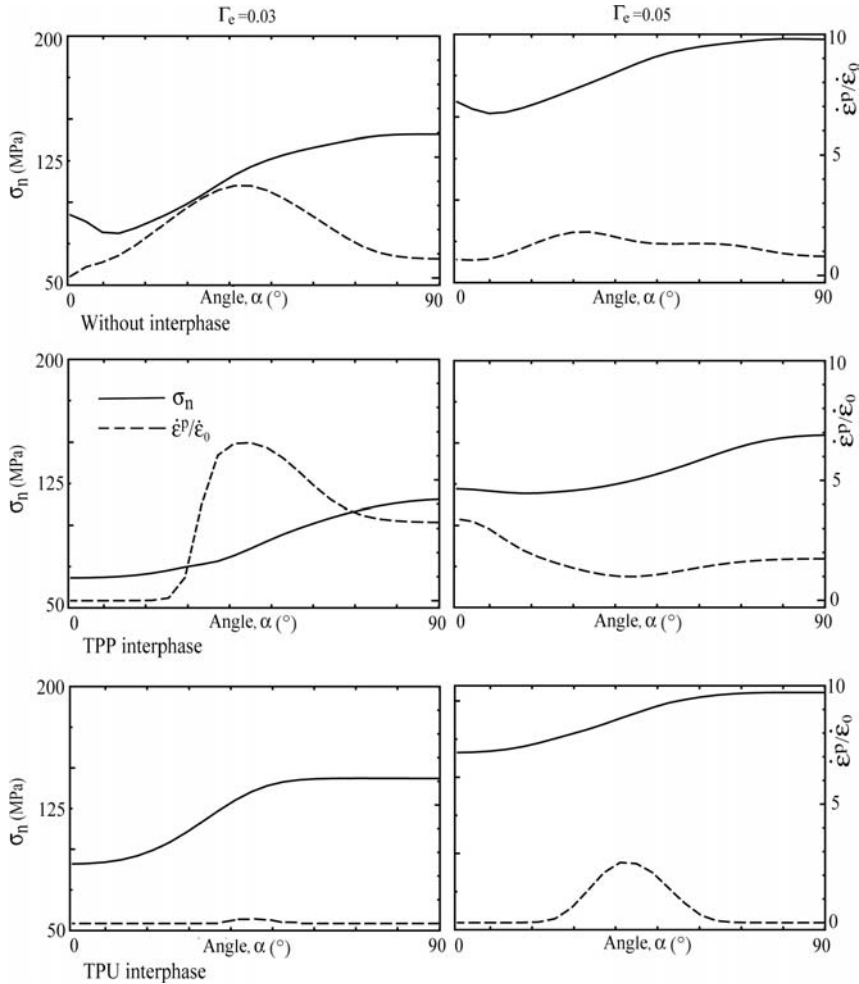 Γe =0.03
Γe =0.05
200
125
50
σn (MPa)
0
Angle, α (°)
90
Without interphase
10
5
0
ε̇ᵖ/ε̇0
0
Angle, α (°)
90
200
125
50
σn (MPa)
σn
ε̇ᵖ/ε̇0
0
Angle, α (°)
90
TPP interphase
10
5
0
ε̇ᵖ/ε̇0
0
Angle, α (°)
90
200
125
50
σn (MPa)
0
Angle, α (°)
90
TPU interphase
10
5
0
ε̇ᵖ/ε̇0
0
Angle, α (°)
90